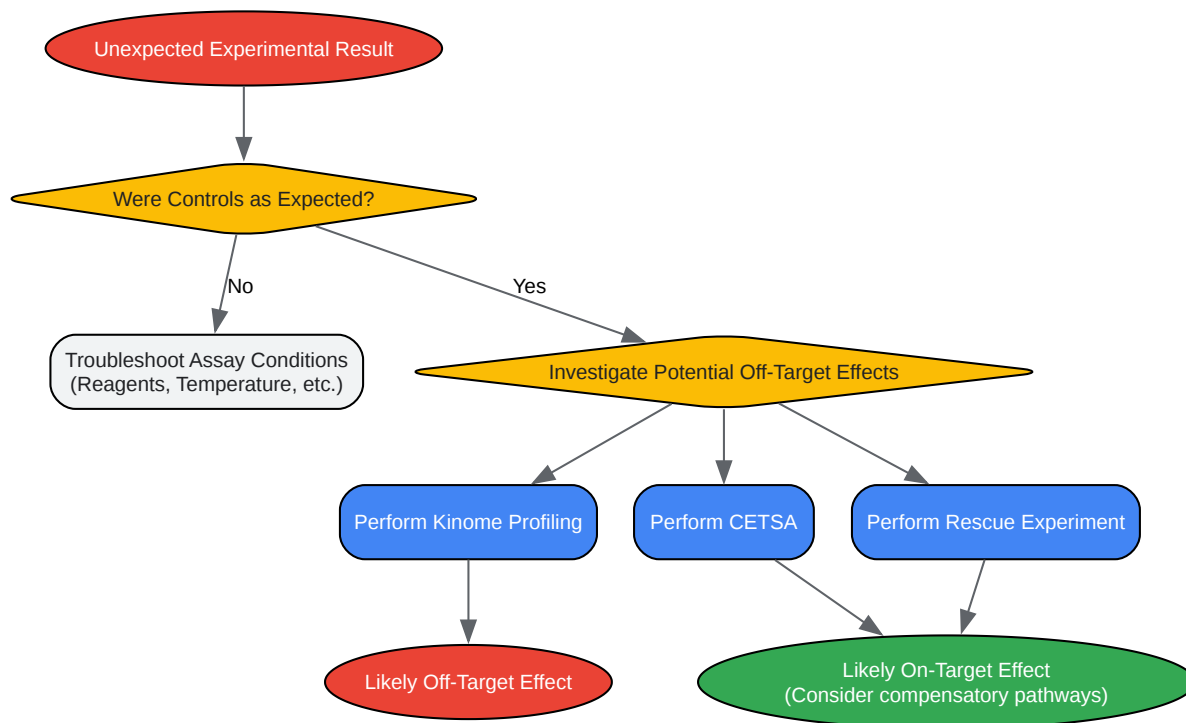 Unexpected Experimental Result
Were Controls as Expected?
No
Yes
Troubleshoot Assay Conditions
(Reagents, Temperature, etc.)
Investigate Potential Off-Target Effects
Perform Kinome Profiling
Perform CETSA
Perform Rescue Experiment
Likely Off-Target Effect
Likely On-Target Effect
(Consider compensatory pathways)